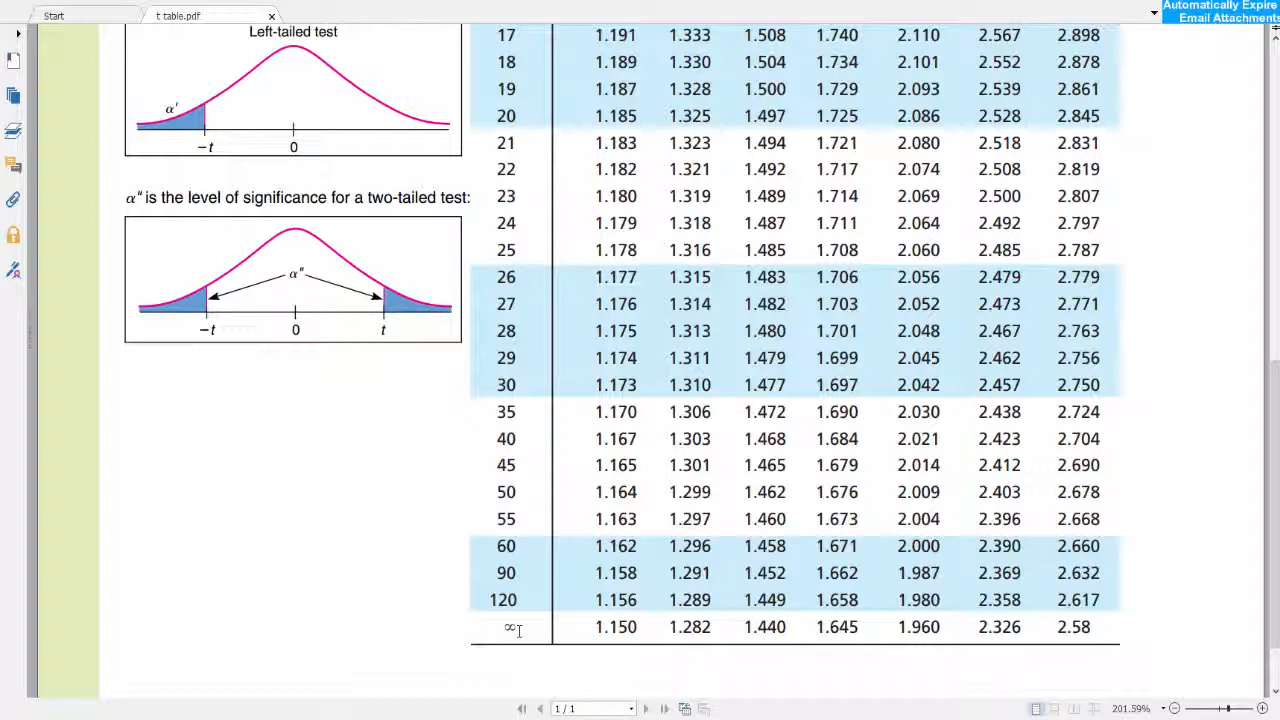 Start
t table.pdf
Automatically Expire
Email Attachments
Left-tailed test
α'
−t 0
α" is the level of significance for a two-tailed test:
α"
−t 0 t
17 1.191 1.333 1.508 1.740 2.110 2.567 2.898
18 1.189 1.330 1.504 1.734 2.101 2.552 2.878
19 1.187 1.328 1.500 1.729 2.093 2.539 2.861
20 1.185 1.325 1.497 1.725 2.086 2.528 2.845
21 1.183 1.323 1.494 1.721 2.080 2.518 2.831
22 1.182 1.321 1.492 1.717 2.074 2.508 2.819
23 1.180 1.319 1.489 1.714 2.069 2.500 2.807
24 1.179 1.318 1.487 1.711 2.064 2.492 2.797
25 1.178 1.316 1.485 1.708 2.060 2.485 2.787
26 1.177 1.315 1.483 1.706 2.056 2.479 2.779
27 1.176 1.314 1.482 1.703 2.052 2.473 2.771
28 1.175 1.313 1.480 1.701 2.048 2.467 2.763
29 1.174 1.311 1.479 1.699 2.045 2.462 2.756
30 1.173 1.310 1.477 1.697 2.042 2.457 2.750
35 1.170 1.306 1.472 1.690 2.030 2.438 2.724
40 1.167 1.303 1.468 1.684 2.021 2.423 2.704
45 1.165 1.301 1.465 1.679 2.014 2.412 2.690
50 1.164 1.299 1.462 1.676 2.009 2.403 2.678
55 1.163 1.297 1.460 1.673 2.004 2.396 2.668
60 1.162 1.296 1.458 1.671 2.000 2.390 2.660
90 1.158 1.291 1.452 1.662 1.987 2.369 2.632
120 1.156 1.289 1.449 1.658 1.980 2.358 2.617
∞ 1.150 1.282 1.440 1.645 1.960 2.326 2.58
1 / 1
201.59%